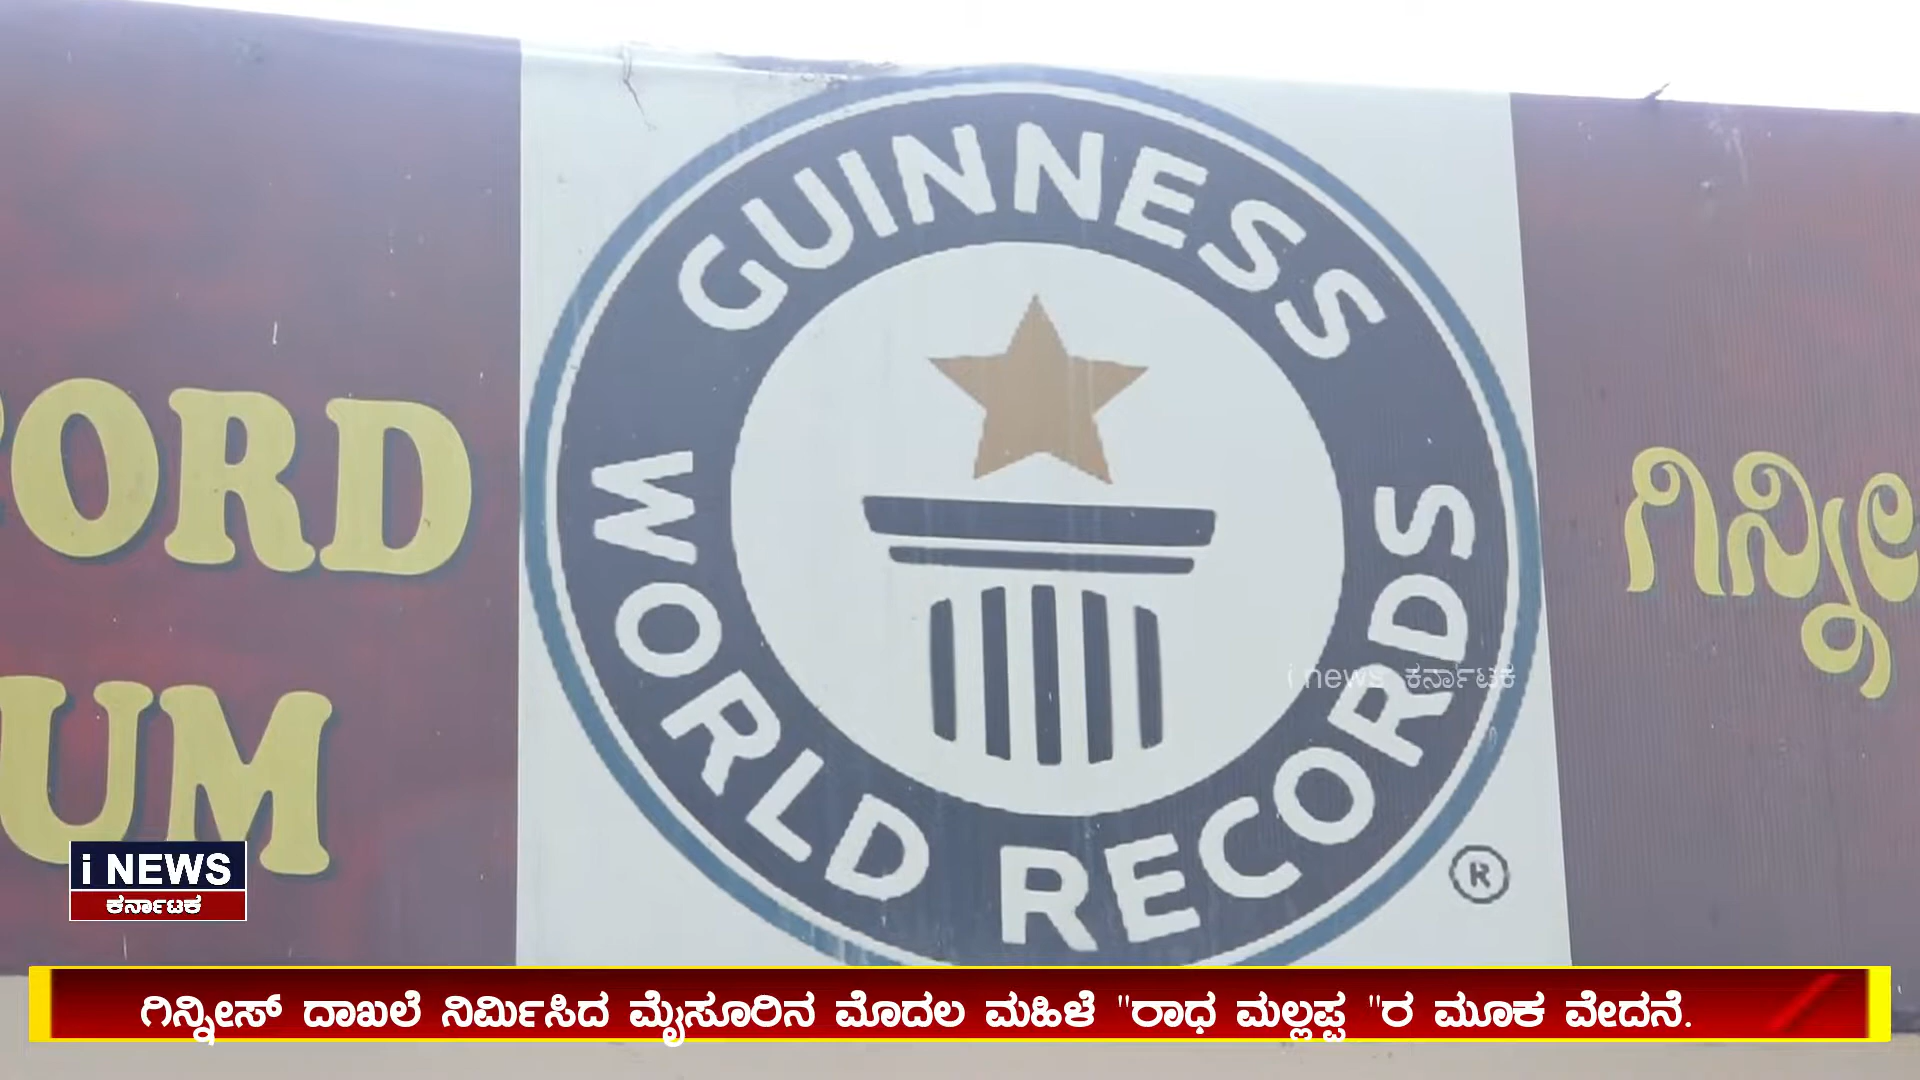 GUINNESS
WORLD RECORDS
®
ORD
UM
ಗಿನ್ನೀ
i news ಕರ್ನಾಟಕ
i NEWS
ಕರ್ನಾಟಕ
ಗಿನ್ನೀಸ್ ದಾಖಲೆ ನಿರ್ಮಿಸಿದ ಮೈಸೂರಿನ ಮೊದಲ ಮಹಿಳೆ "ರಾಧ ಮಲ್ಲಪ್ಪ "ರ ಮೂಕ ವೇದನೆ.